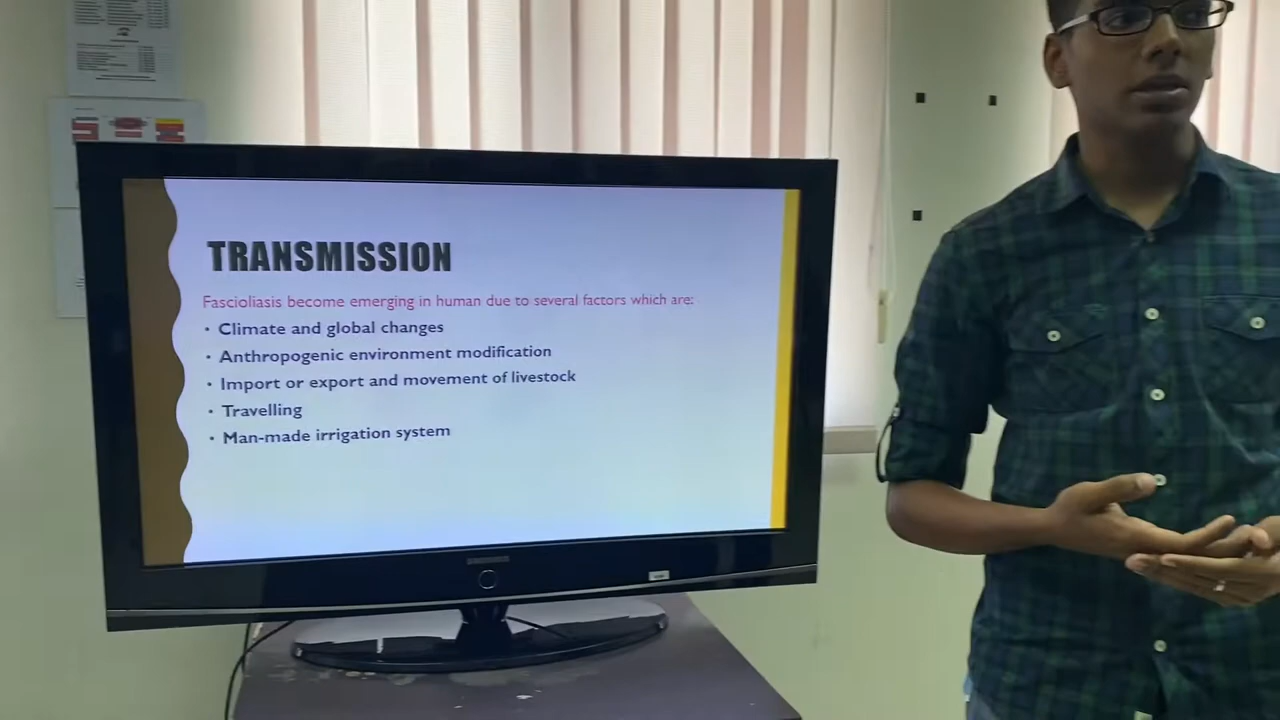 TRANSMISSION
Fascioliasis become emerging in human due to several factors which are:
• Climate and global changes
• Anthropogenic environment modification
• Import or export and movement of livestock
• Travelling
• Man-made irrigation system